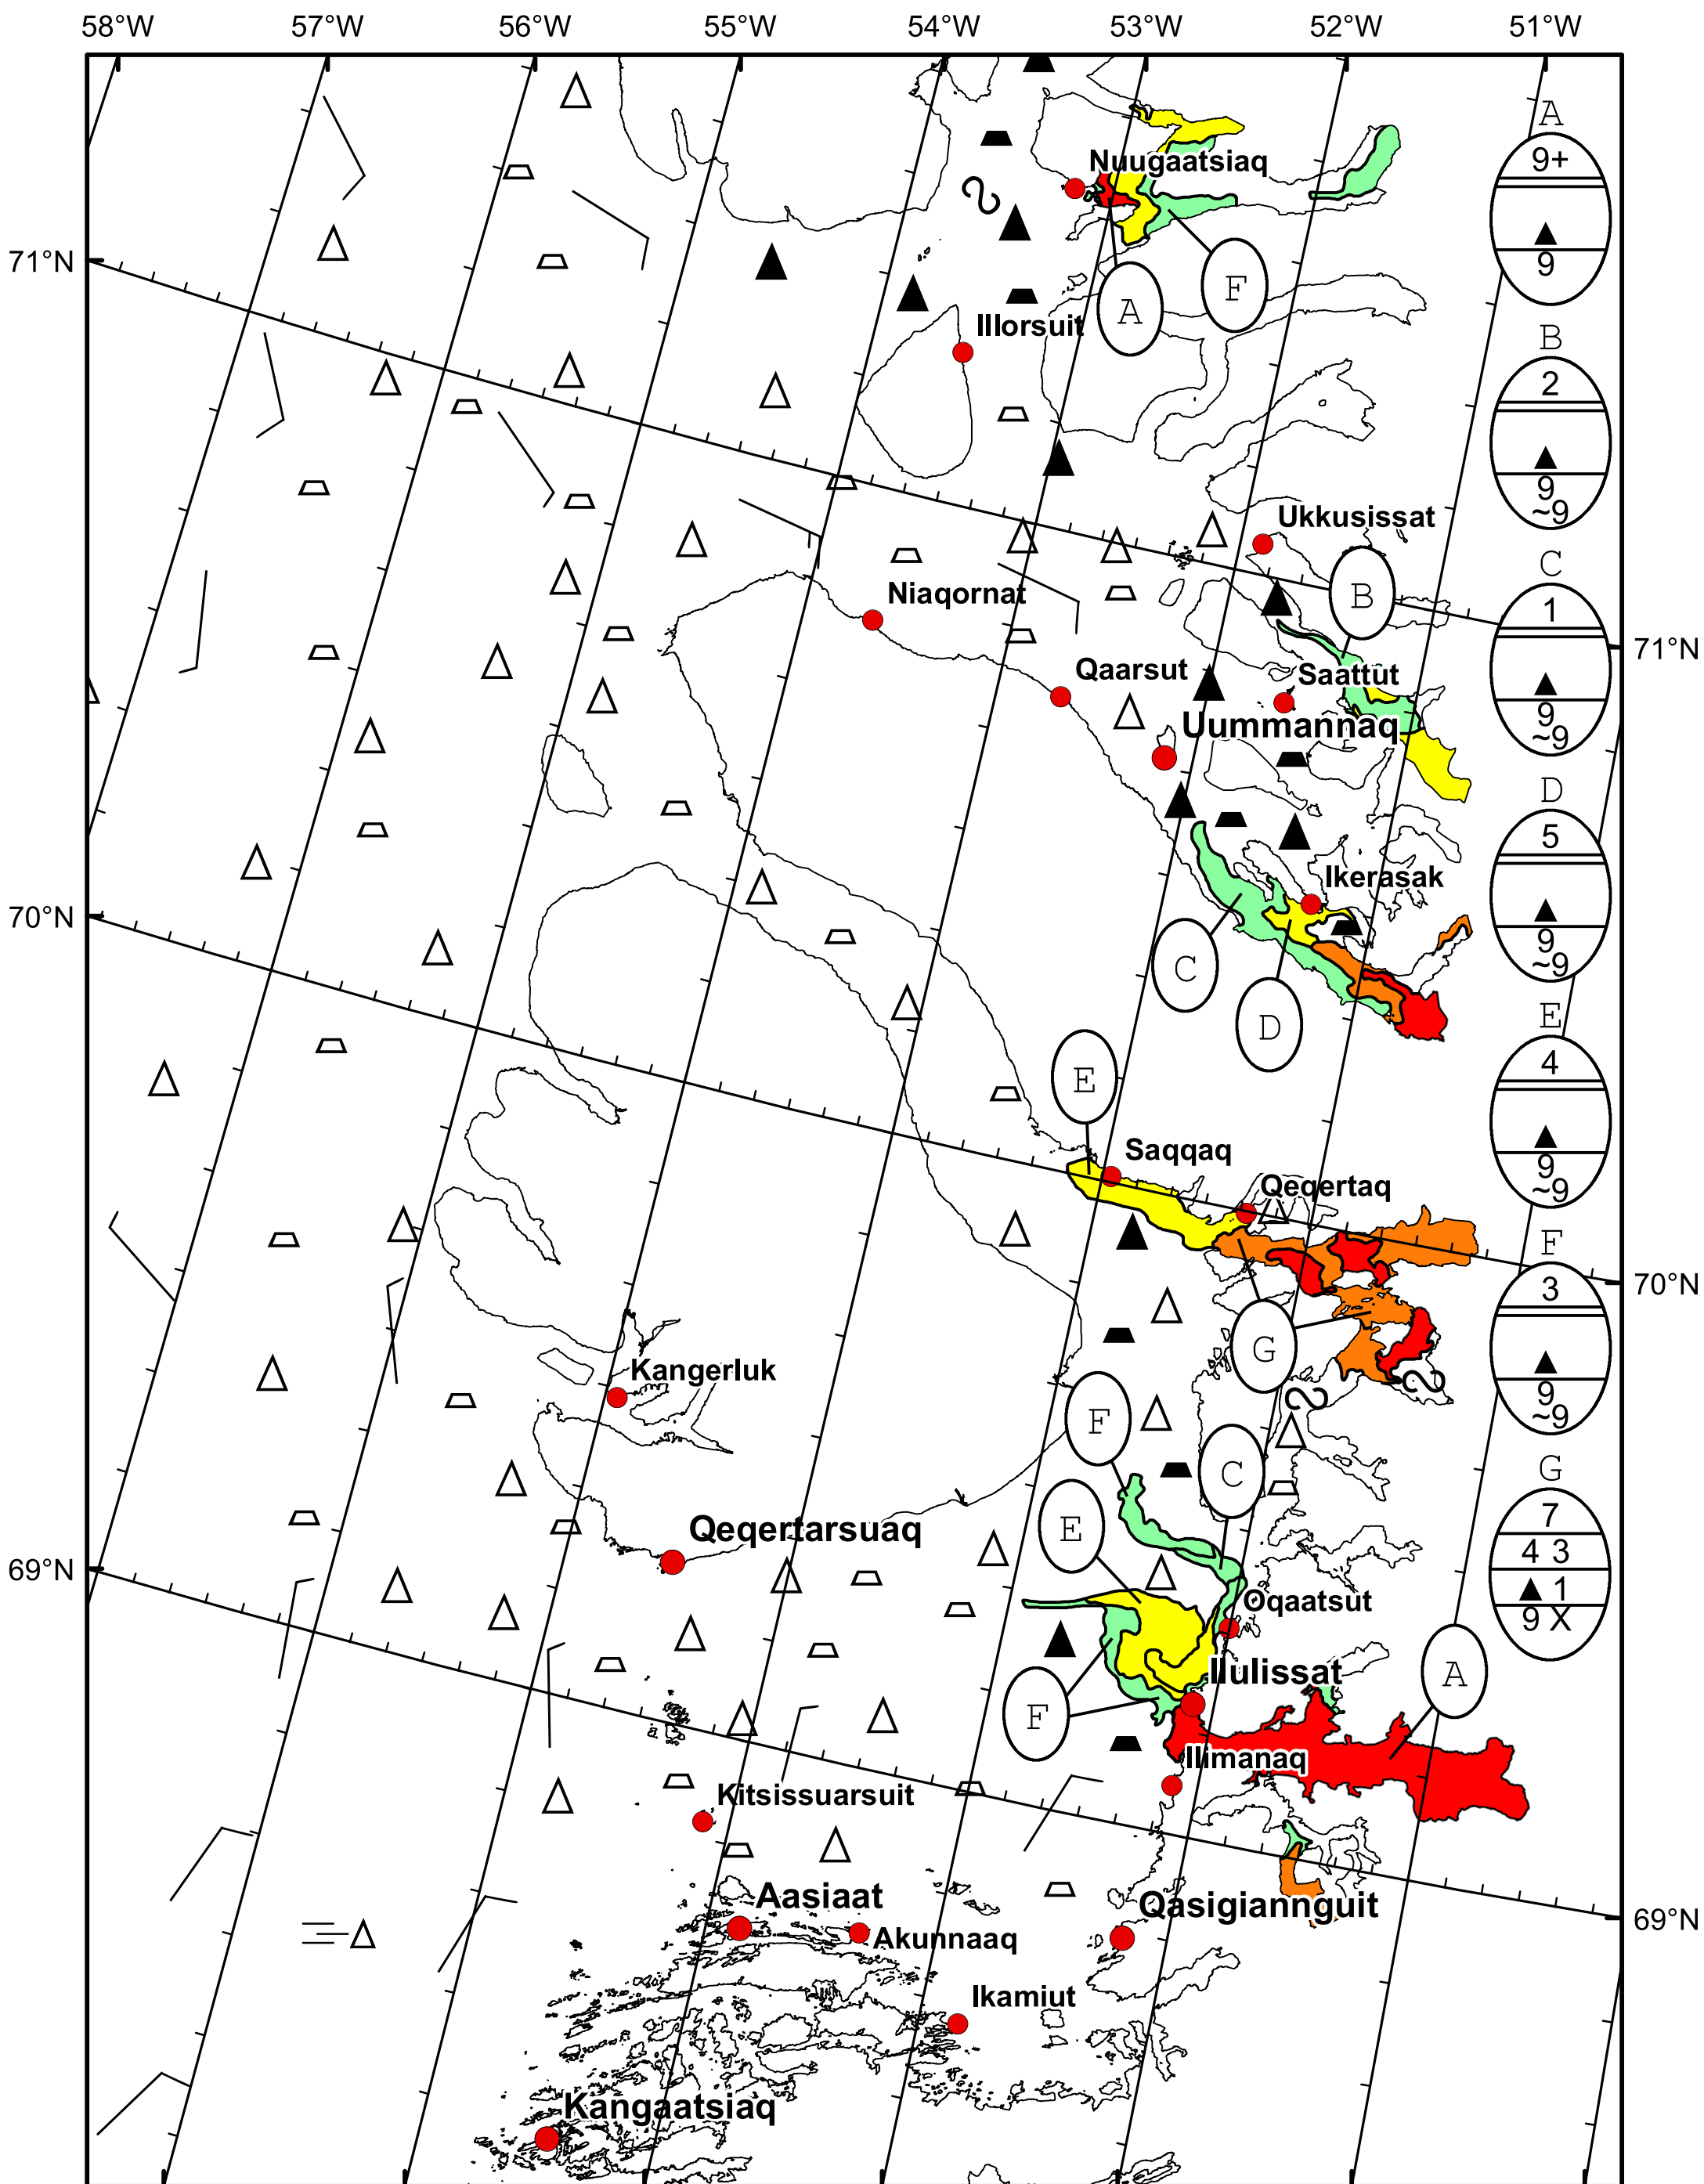 58°W 57°W 56°W 55°W 54°W 53°W 52°W 51°W
A
9+
▲
9
Nuugaatsiaq
71°N
A
F
Illorsuit
B
2
▲
9
~9
Ukkusissat
C
B
Niaqornat
1
▲
9
~9
71°N
Qaarsut
Saattut
Uummannaq
D
5
▲
9
~9
Ikerasak
70°N
C
D
E
4
▲
9
~9
E
Saqqaq
Qeqertaq
F
3
▲
9
~9
70°N
G
Kangerluk
F
C
G
7
4 3
▲ 1
9 X
E
Qeqertarsuaq
69°N
Oqaatsut
Ilulissat
A
F
Ilimanaq
Kitsissuarsuit
Aasiaat
Qasigiannguit
69°N
Akunnaaq
Ikamiut
Kangaatsiaq